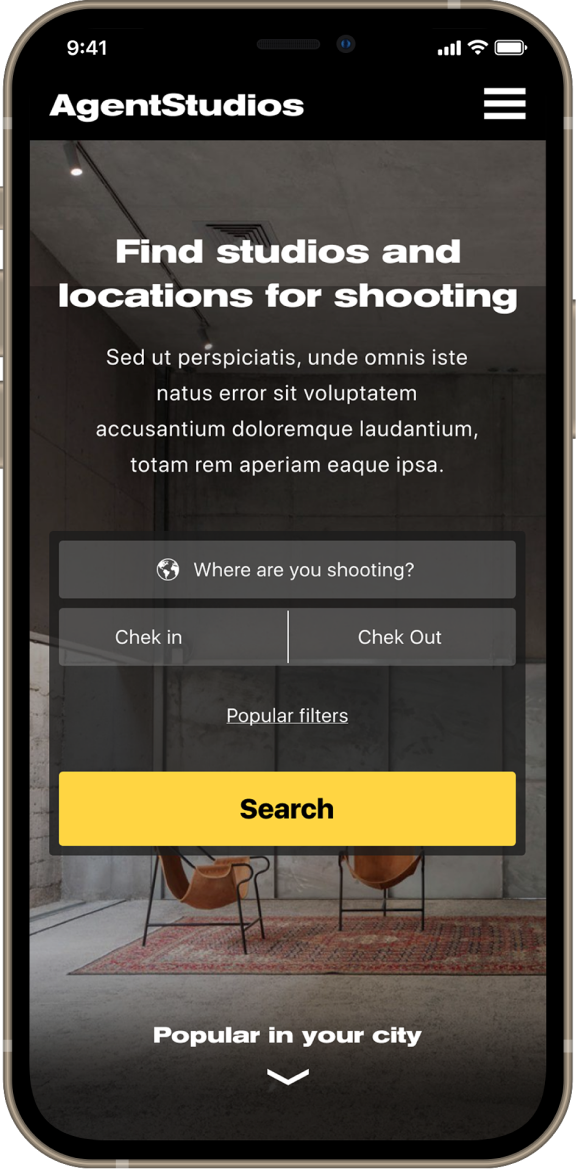 9:41
AgentStudios
Find studios and
locations for shooting
Sed ut perspiciatis, unde omnis iste
natus error sit voluptatem
accusantium doloremque laudantium,
totam rem aperiam eaque ipsa.
Where are you shooting?
Chek in Chek Out
Popular filters
Search
Popular in your city